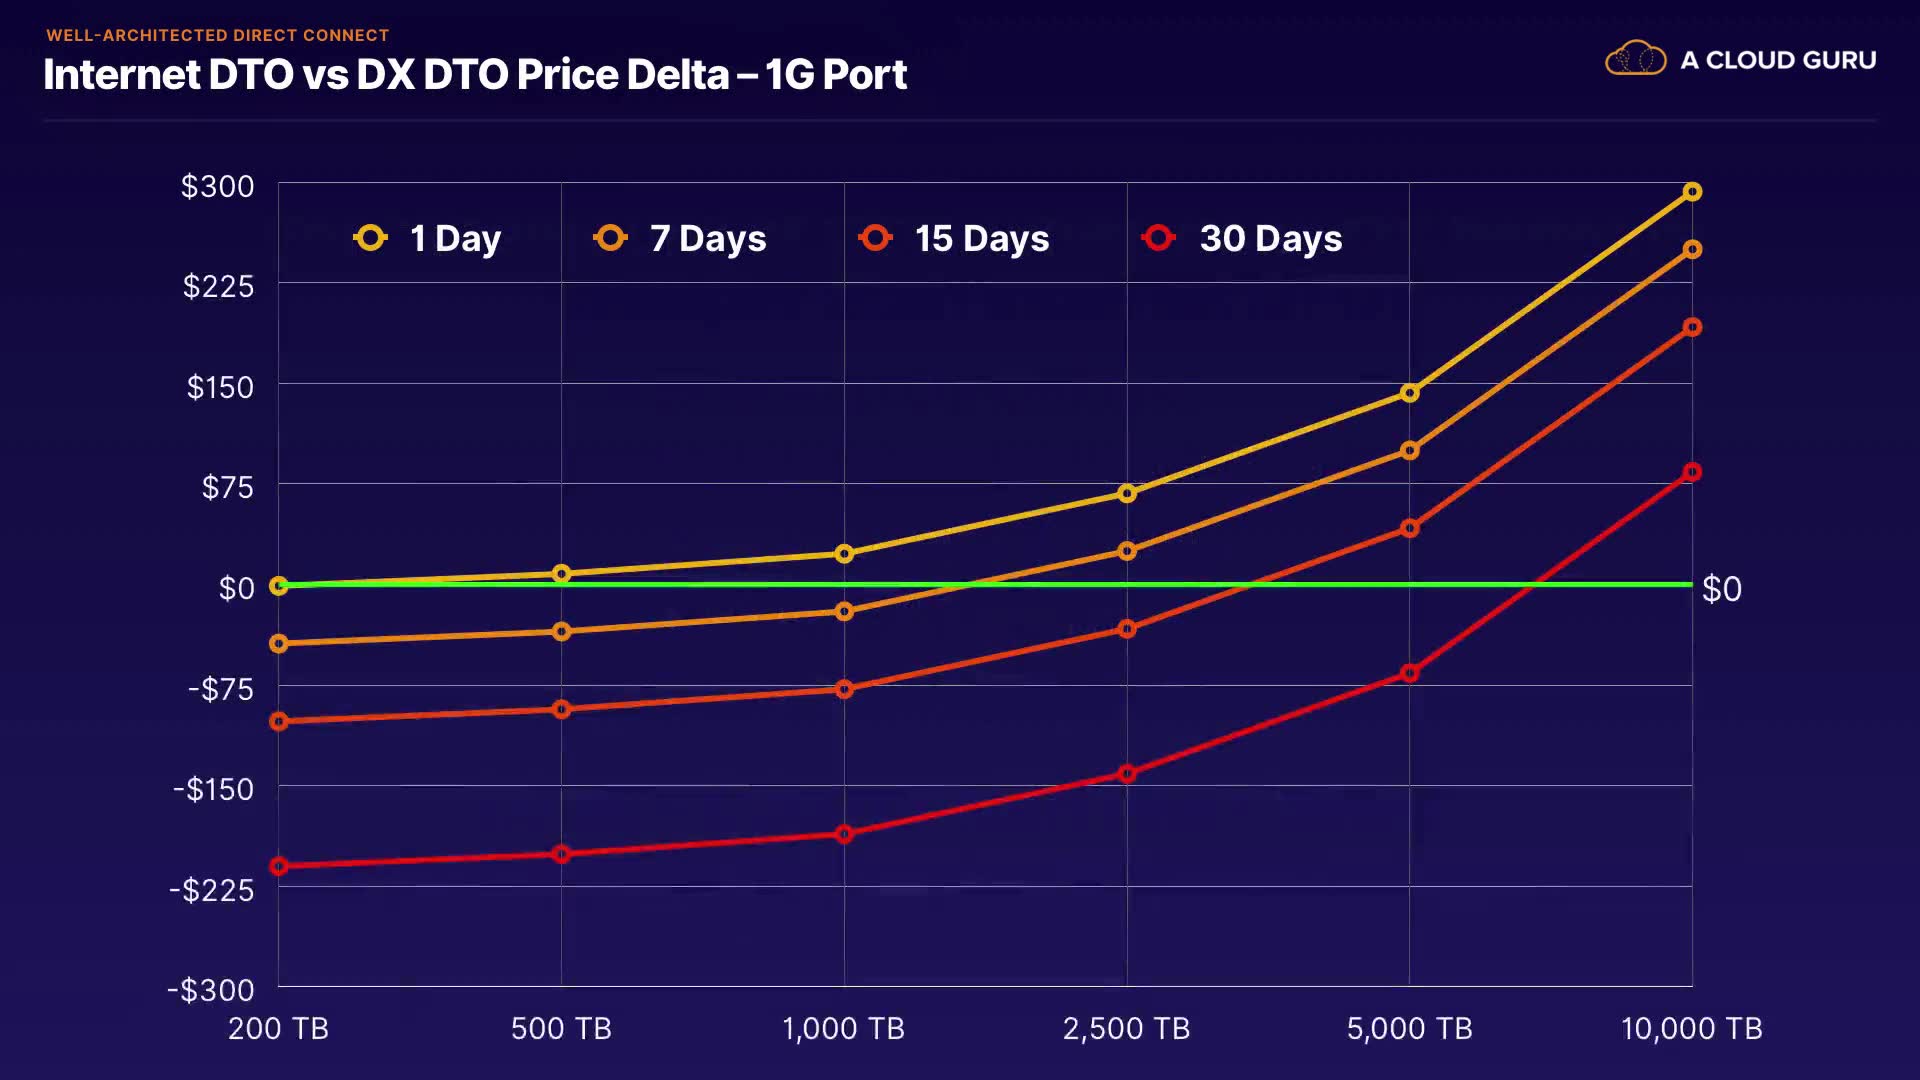 WELL-ARCHITECTED DIRECT CONNECT
Internet DTO vs DX DTO Price Delta – 1G Port
A CLOUD GURU
1 Day
7 Days
15 Days
30 Days
$300
$225
$150
$75
$0
$0
-$75
-$150
-$225
-$300
200 TB
500 TB
1,000 TB
2,500 TB
5,000 TB
10,000 TB